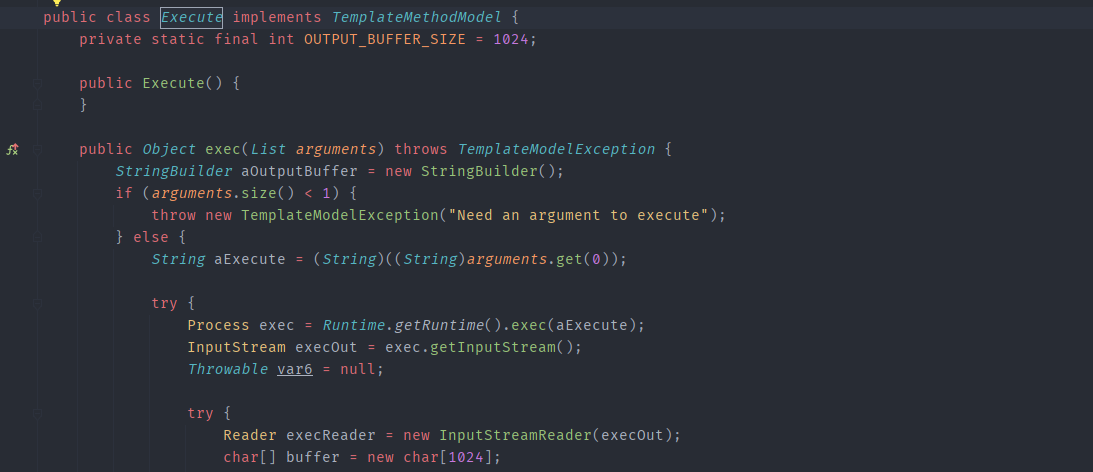 public class Execute implements TemplateMethodModel {
private static final int OUTPUT_BUFFER_SIZE = 1024;
public Execute() {
}
public Object exec(List arguments) throws TemplateModelException {
StringBuilder aOutputBuffer = new StringBuilder();
if (arguments.size() < 1) {
throw new TemplateModelException("Need an argument to execute");
} else {
String aExecute = (String)((String)arguments.get(0));
try {
Process exec = Runtime.getRuntime().exec(aExecute);
InputStream execOut = exec.getInputStream();
Throwable var6 = null;
try {
Reader execReader = new InputStreamReader(execOut);
char[] buffer = new char[1024];